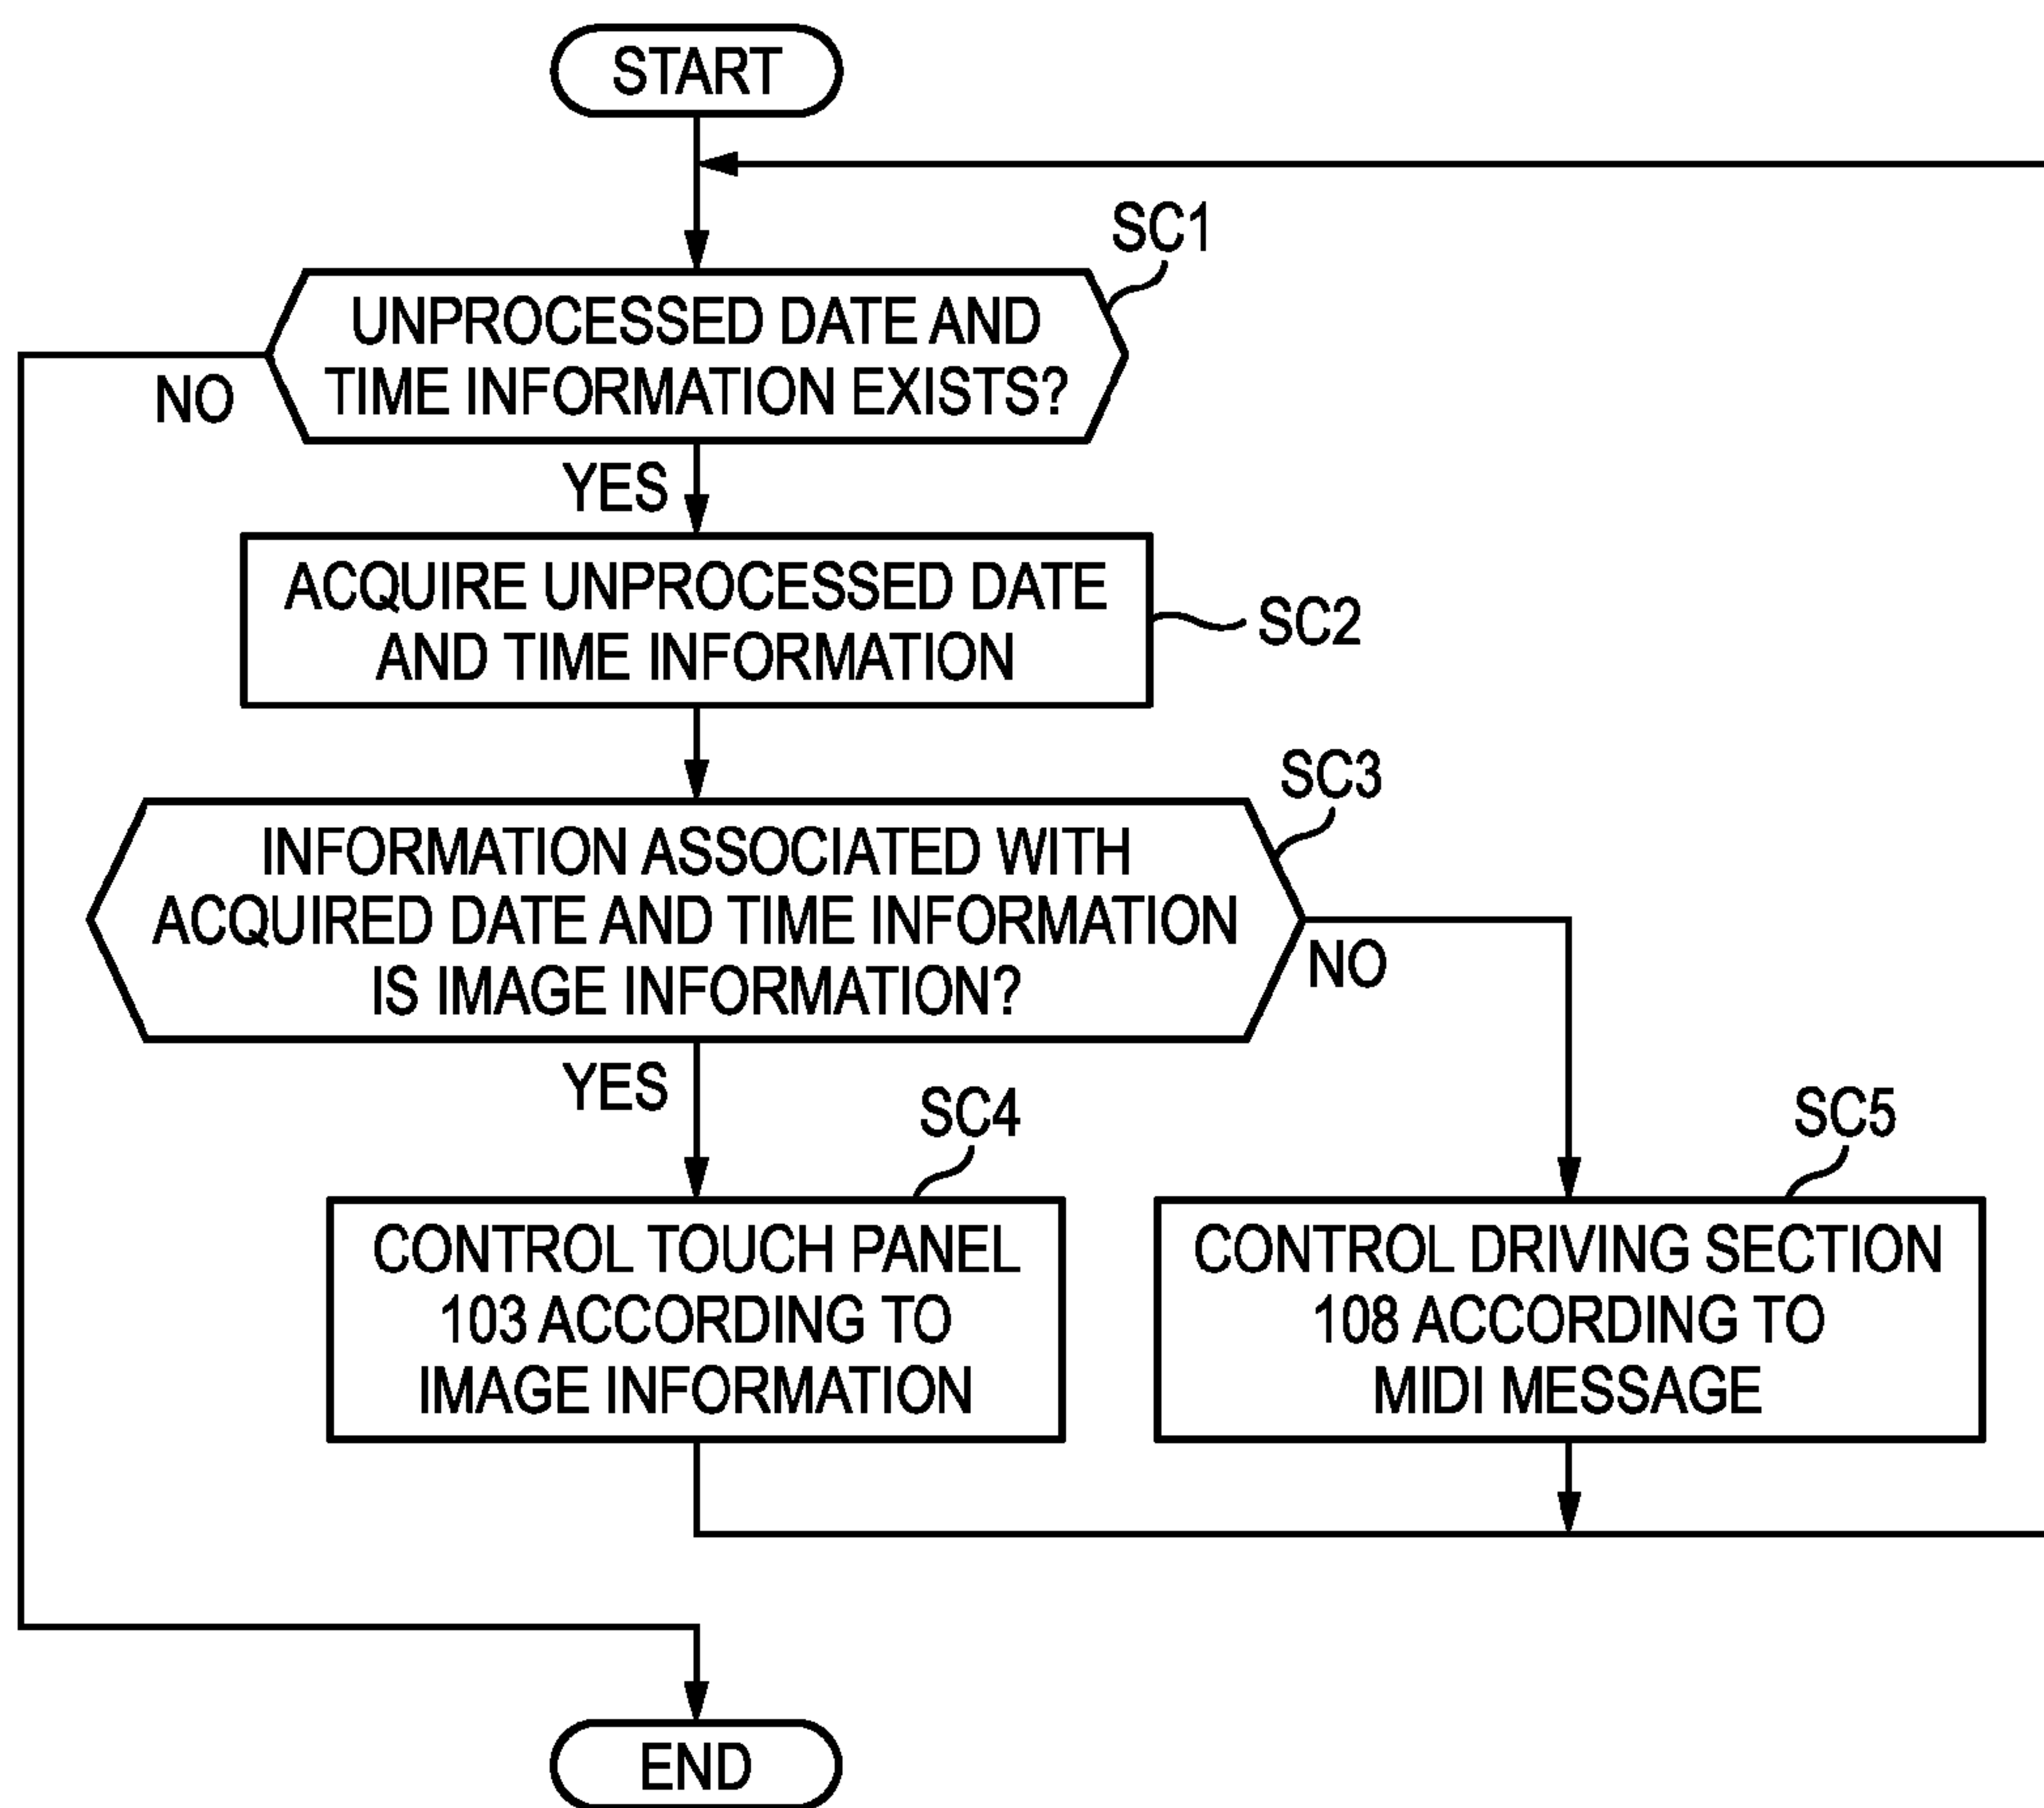 START
SC1
UNPROCESSED DATE AND
TIME INFORMATION EXISTS?
NO
YES
ACQUIRE UNPROCESSED DATE
AND TIME INFORMATION
SC2
SC3
INFORMATION ASSOCIATED WITH
ACQUIRED DATE AND TIME INFORMATION
IS IMAGE INFORMATION?
NO
YES
SC4
CONTROL TOUCH PANEL
103 ACCORDING TO
IMAGE INFORMATION
SC5
CONTROL DRIVING SECTION
108 ACCORDING TO
MIDI MESSAGE
END